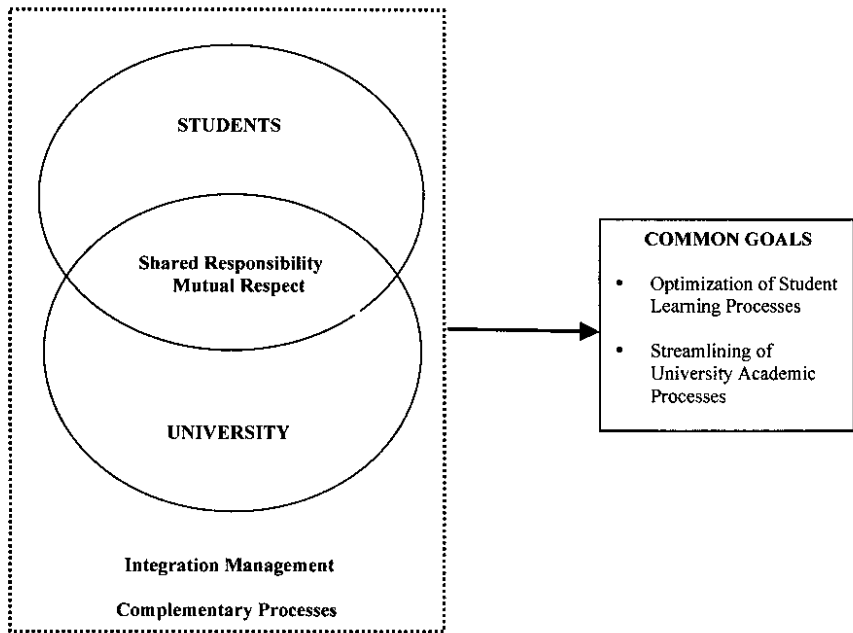 STUDENTS
Shared Responsibility
Mutual Respect
UNIVERSITY
Integration Management
Complementary Processes
COMMON GOALS
• Optimization of Student
Learning Processes
• Streamlining of
University Academic
Processes